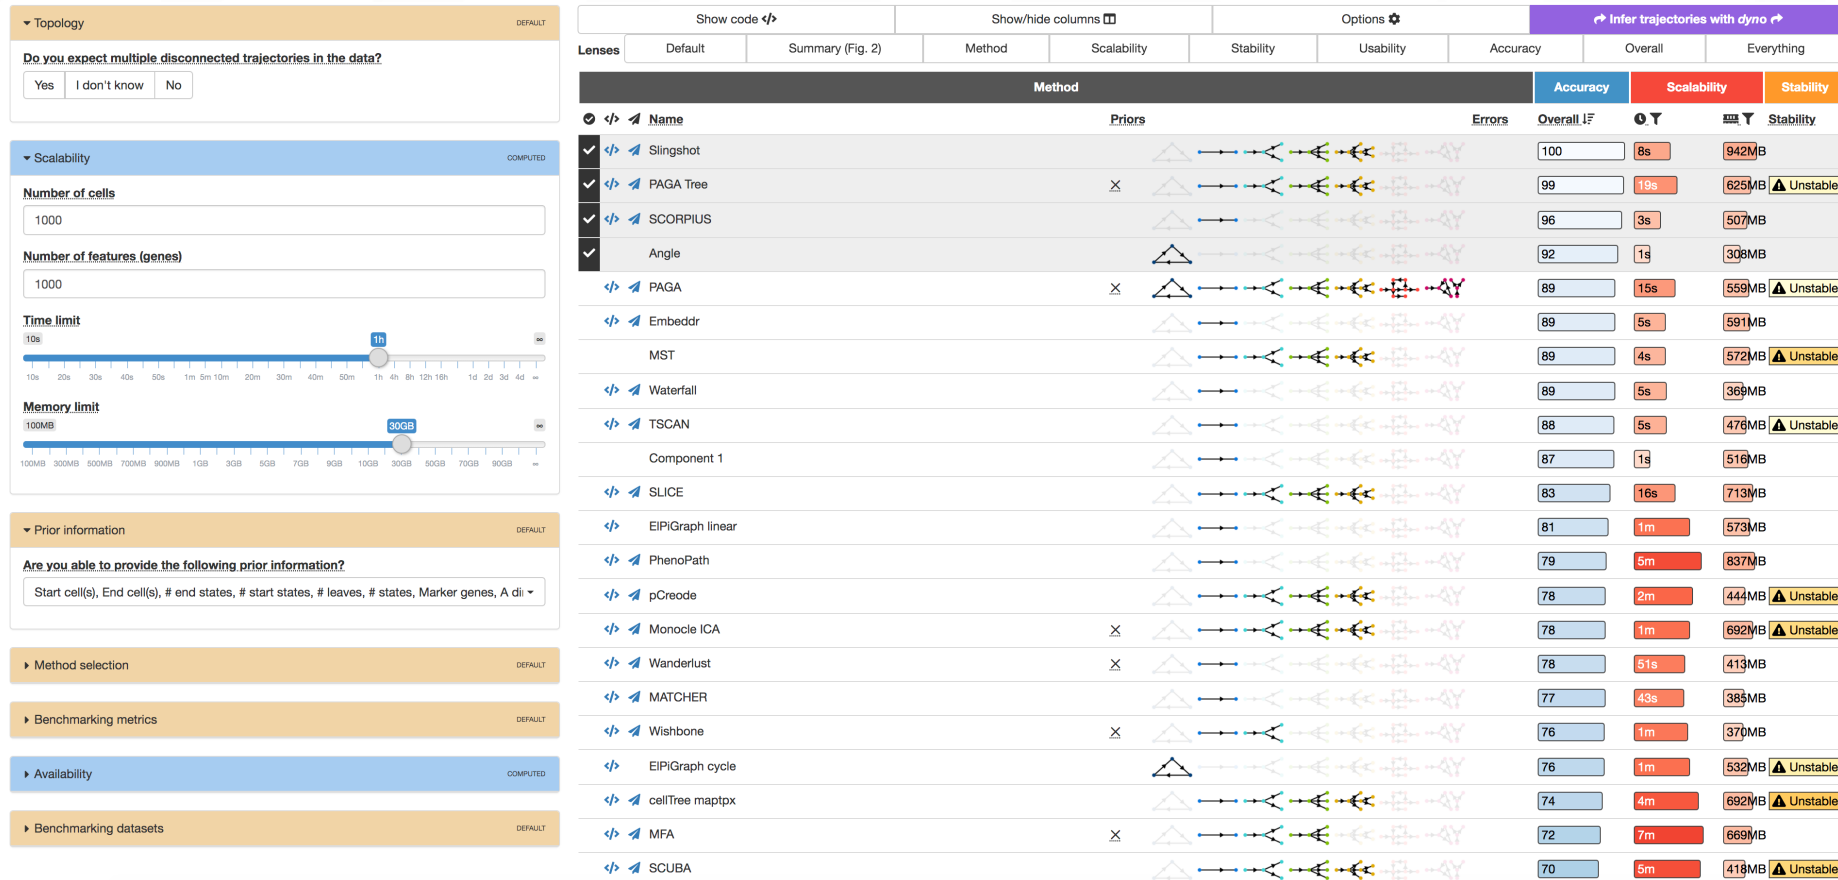 Topology DEFAULT
Do you expect multiple disconnected trajectories in the data?
Yes I don't know No
Scalability COMPUTED
Number of cells
1000
Number of features (genes)
1000
Time limit
10s 1h ∞
10s 20s 30s 40s 50s 1m 5m 10m 20m 30m 40m 50m 1h 4h 8h 12h 16h 1d 2d 3d 4d ∞
Memory limit
100MB 30GB ∞
100MB 300MB 500MB 700MB 900MB 1GB 3GB 5GB 7GB 9GB 10GB 30GB 50GB 70GB 90GB ∞
Prior information DEFAULT
Are you able to provide the following prior information?
Start cell(s), End cell(s), # end states, # start states, # leaves, # states, Marker genes, A di
Method selection DEFAULT
Benchmarking metrics DEFAULT
Availability COMPUTED
Benchmarking datasets DEFAULT
Show code </> Show/hide columns Options Infer trajectories with dyno
Lenses Default Summary (Fig. 2) Method Scalability Stability Usability Accuracy Overall Everything
Method Accuracy Scalability Stability
</> Name Priors Errors Overall Stability
</> Slingshot 100 8s 942MB
</> PAGA Tree × 99 19s 625MB Unstable
</> SCORPIUS 96 3s 507MB
Angle 92 1s 308MB
</> PAGA × 89 15s 559MB Unstable
</> Embeddr 89 5s 591MB
MST 89 4s 572MB Unstable
</> Waterfall 89 5s 369MB
</> TSCAN 88 5s 476MB Unstable
Component 1 87 1s 516MB
</> SLICE 83 16s 713MB
</> ElPiGraph linear 81 1m 573MB
</> PhenoPath 79 5m 837MB
</> pCreode 78 2m 444MB Unstable
</> Monocle ICA × 78 1m 692MB Unstable
</> Wanderlust × 78 51s 413MB
</> MATCHER 77 43s 385MB
</> Wishbone × 76 1m 370MB
</> ElPiGraph cycle 76 1m 532MB Unstable
</> cellTree maptpx 74 4m 692MB Unstable
</> MFA × 72 7m 669MB
</> SCUBA 70 5m 418MB Unstable